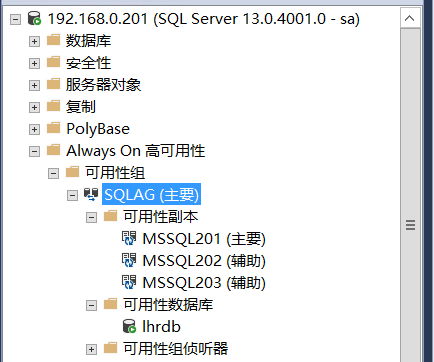 192.168.0.201 (SQL Server 13.0.4001.0 - sa)
数据库
安全性
服务器对象
复制
PolyBase
Always On 高可用性
可用性组
SQLAG (主要)
可用性副本
MSSQL201 (主要)
MSSQL202 (辅助)
MSSQL203 (辅助)
可用性数据库
lhrdb
可用性组侦听器